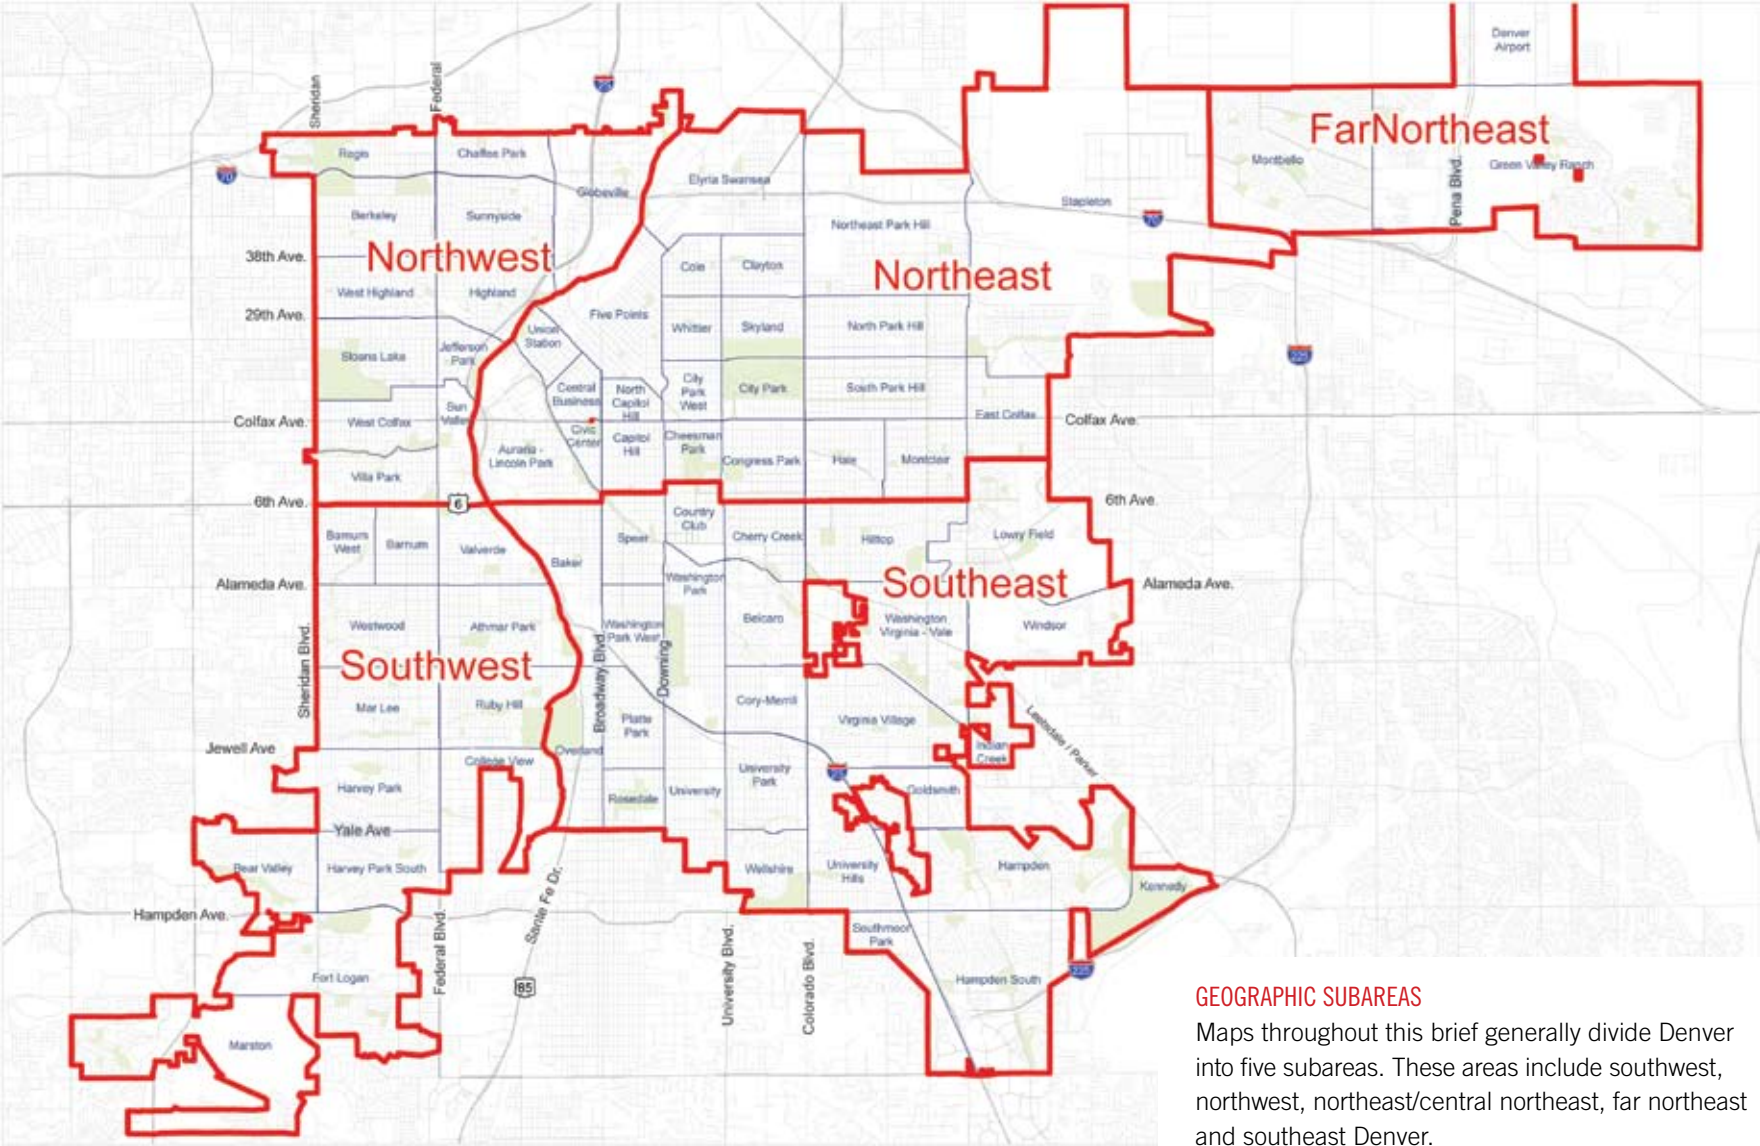 Denver
Airport
Sheridan
Federal
25
FarNortheast
Regis
Chaffee Park
Montbello
Green Valley Ranch
70
Elyria Swansea
Globeville
Pena Blvd.
Stapleton
70
Berkeley
Sunnyside
Northeast Park Hill
38th Ave.
Northwest
Cole
Clayton
Northeast
West Highland
Highland
29th Ave.
Five Points
Union
Station
Whittier
Skyland
North Park Hill
Sloans Lake
Jefferson
Park
225
Central
Business
North
Capitol
Hill
City
Park
West
City Park
South Park Hill
Sun
Valley
East Colfax
Colfax Ave.
West Colfax
Colfax Ave.
Civic
Center
Capitol
Hill
Cheesman
Park
Auraria -
Lincoln Park
Congress Park
Hale
Montclair
Villa Park
6th Ave.
6
6th Ave.
Country
Club
Barnum
West
Barnum
Valverde
Baker
Speer
Cherry Creek
Hilltop
Lowry Field
Alameda Ave.
Washington
Park
Southeast
Alameda Ave.
Westwood
Athmar Park
Washington
Park West
Belcaro
Washington
Virginia - Vale
Windsor
Sheridan Blvd.
Southwest
Broadway Blvd.
Downing
Mar Lee
Ruby Hill
Platte
Park
Cory-Merrill
Virginia Village
Leetsdale / Parker
Jewell Ave
College View
Overland
Indian
Creek
Harvey Park
Rosedale
University
University
Park
25
Goldsmith
Yale Ave
Bear Valley
Harvey Park South
Wellshire
University
Hills
Hampden
Kennedy
Hampden Ave.
Federal Blvd.
Sante Fe Dr.
University Blvd.
Colorado Blvd.
Southmoor
Park
Fort Logan
85
Hampden South
225
Marston
GEOGRAPHIC SUBAREAS
Maps throughout this brief generally divide Denver
into five subareas. These areas include southwest,
northwest, northeast/central northeast, far northeast
and southeast Denver.